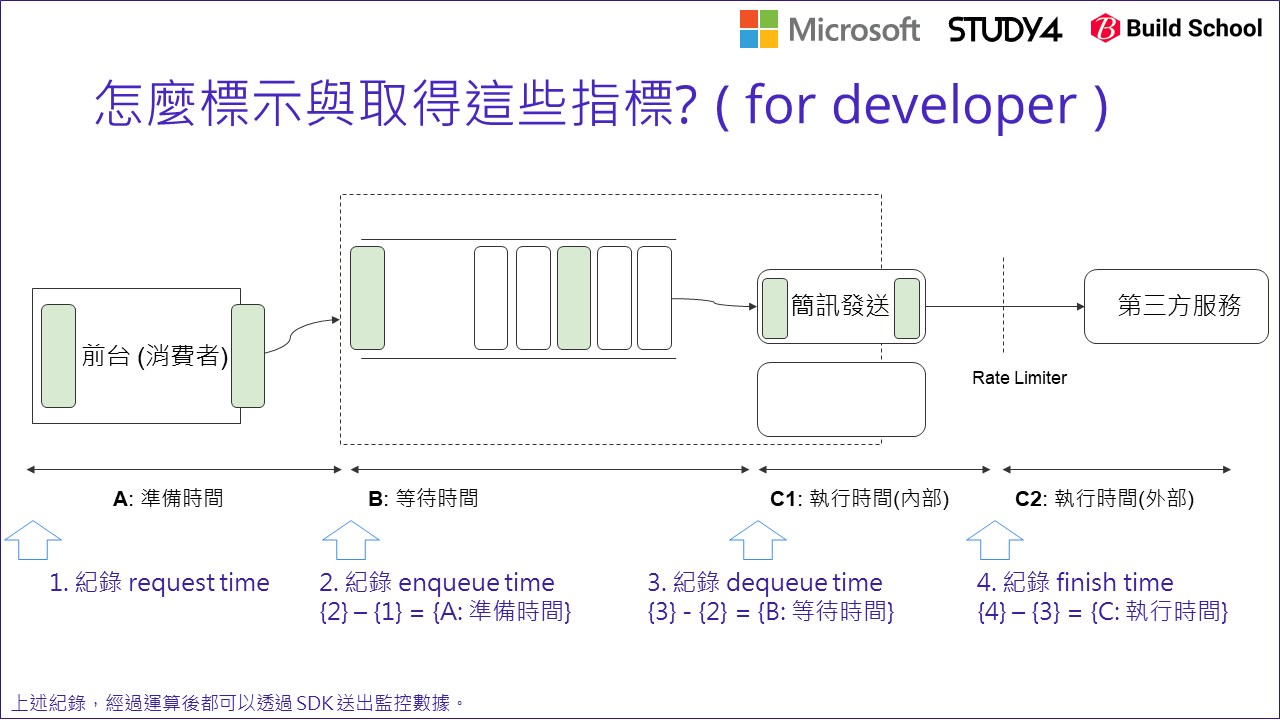 Microsoft STUDY4 Build School
怎麼標示與取得這些指標? ( for developer )
前台 (消費者)
簡訊發送
第三方服務
Rate Limiter
A: 準備時間
B: 等待時間
C1: 執行時間(內部)
C2: 執行時間(外部)
1. 紀錄 request time
2. 紀錄 enqueue time
{2} – {1} = {A: 準備時間}
3. 紀錄 dequeue time
{3} - {2} = {B: 等待時間}
4. 紀錄 finish time
{4} – {3} = {C: 執行時間}
上述紀錄，經過運算後都可以透過 SDK 送出監控數據。